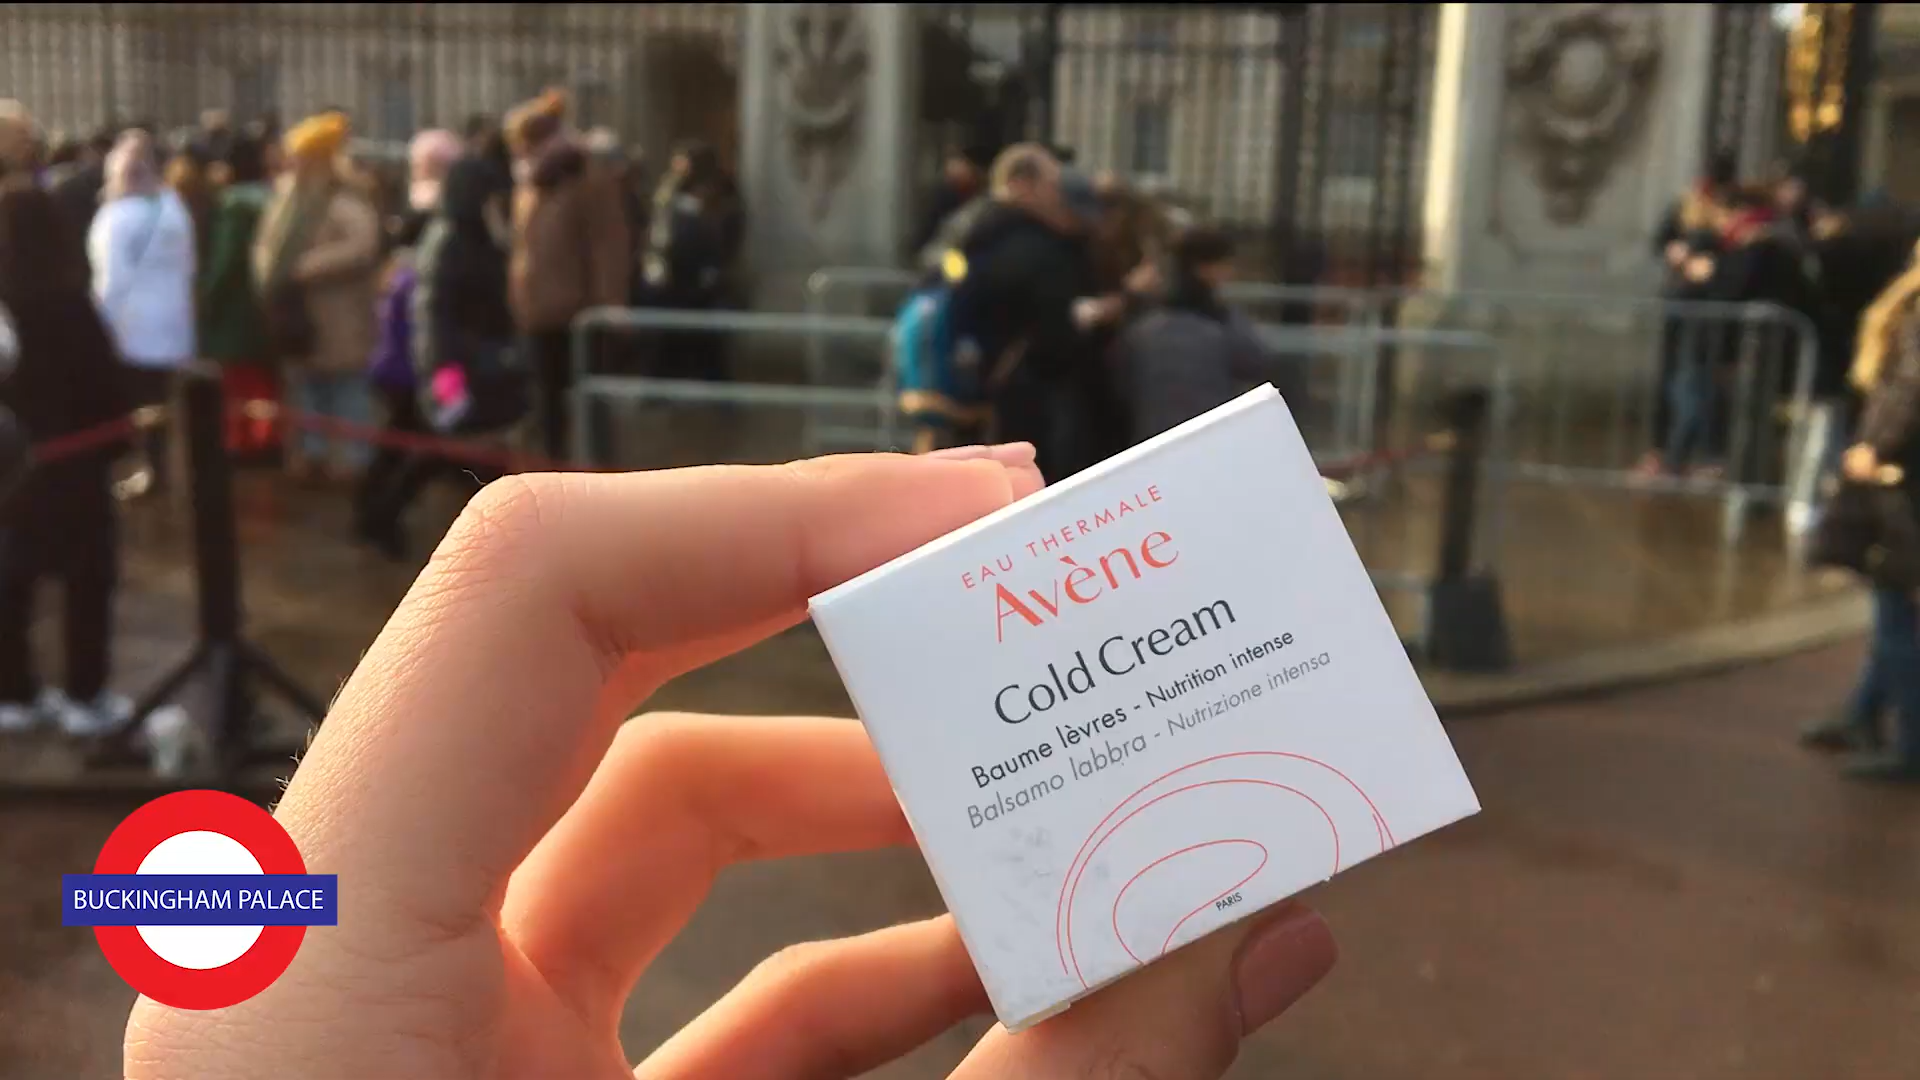 EAU THERMALE
Avène
Cold Cream
Baume lèvres - Nutrition intense
Balsamo labbra - Nutrizione intensa
PARIS
BUCKINGHAM PALACE